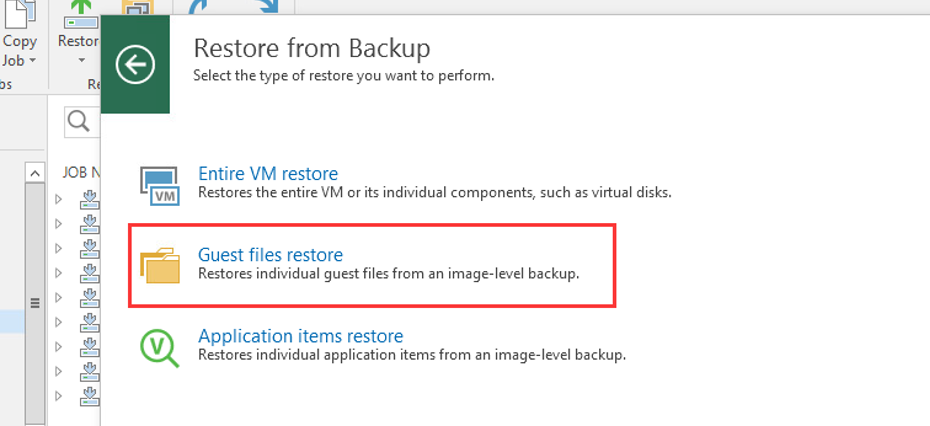 Copy
Job
Restor
bs
Re
JOB N
Restore from Backup
Select the type of restore you want to perform.
Entire VM restore
Restores the entire VM or its individual components, such as virtual disks.
VM
Guest files restore
Restores individual guest files from an image-level backup.
Application items restore
Restores individual application items from an image-level backup.
V